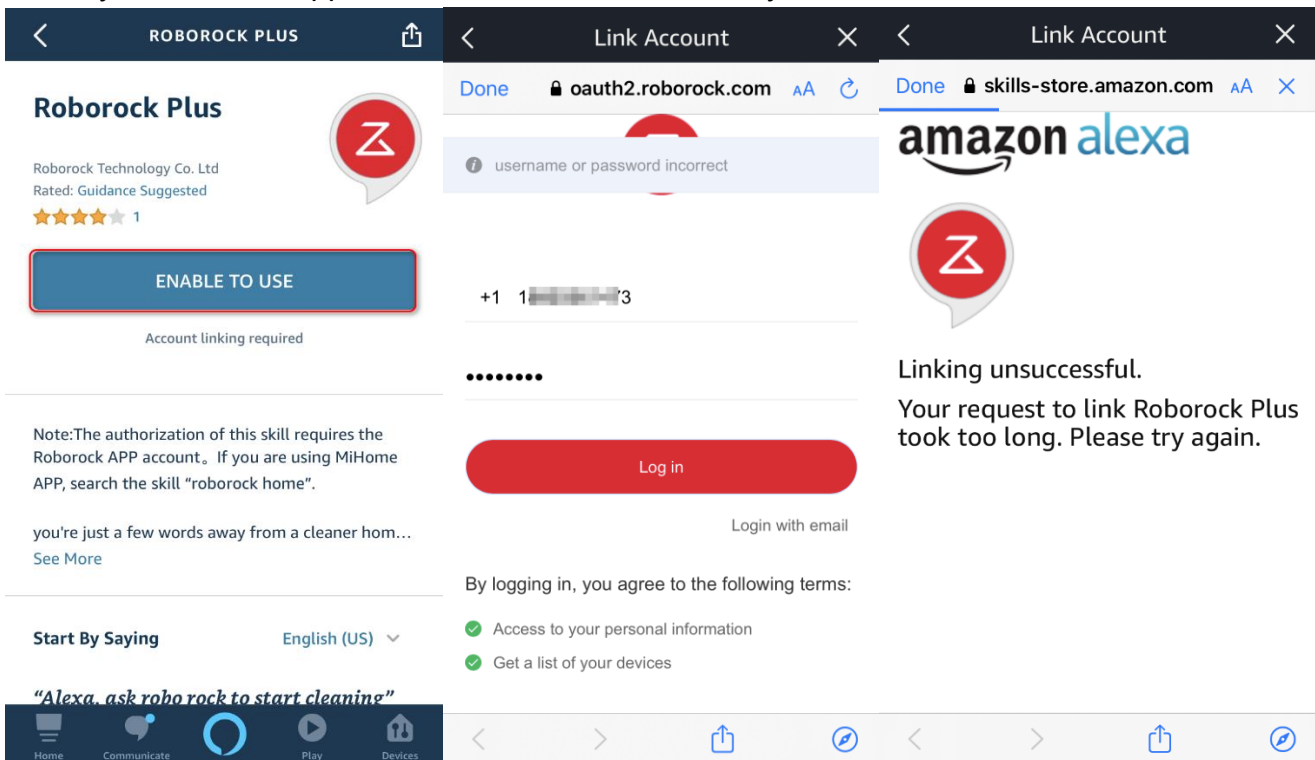 ROBOROCK PLUS
Roborock Plus
Roborock Technology Co. Ltd
Rated: Guidance Suggested
1
ENABLE TO USE
Account linking required
Note:The authorization of this skill requires the
Roborock APP account。If you are using MiHome
APP, search the skill “roborock home”.
you're just a few words away from a cleaner hom...
See More
Start By Saying
English (US)
“Alexa, ask robo rock to start cleaning”
Home
Communicate
Play
Devices
Link Account
Done
oauth2.roborock.com
AA
username or password incorrect
+1 1 3
Log in
Login with email
By logging in, you agree to the following terms:
Access to your personal information
Get a list of your devices
Link Account
Done
skills-store.amazon.com
AA
amazon alexa
Linking unsuccessful.
Your request to link Roborock Plus
took too long. Please try again.